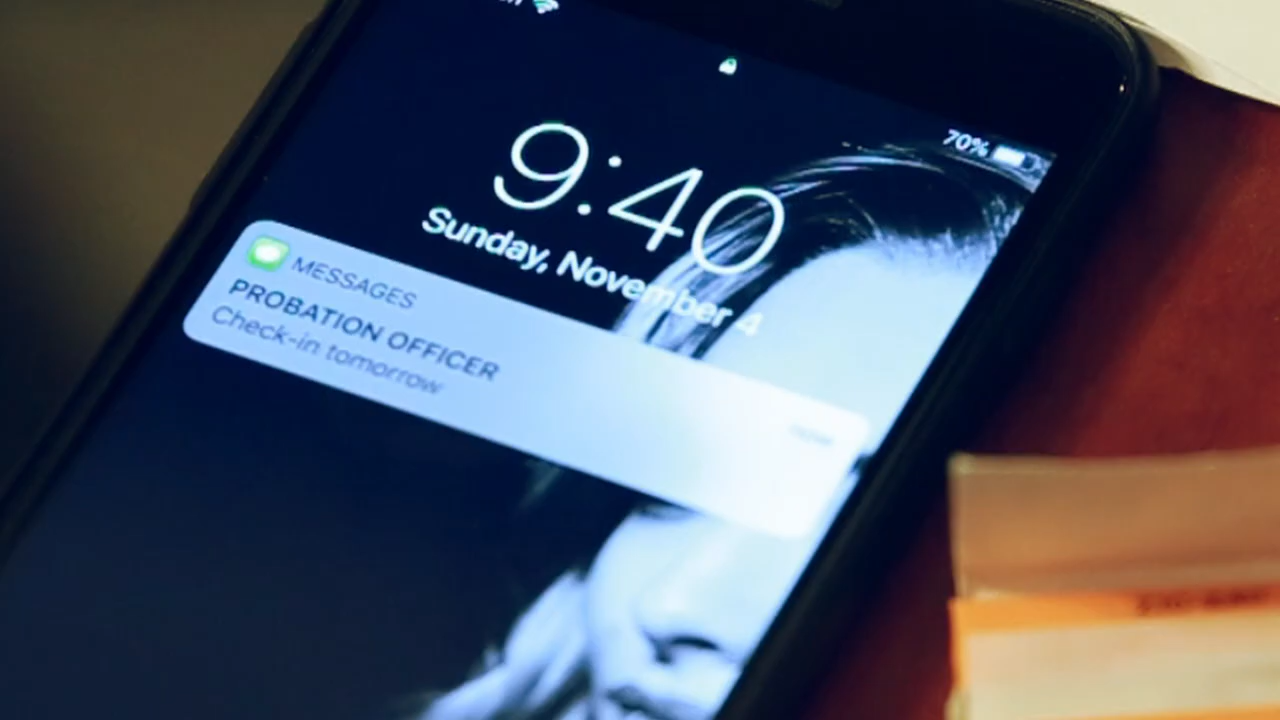 70%
9:40
Sunday, November 4
MESSAGES
PROBATION OFFICER
Check-in tomorrow